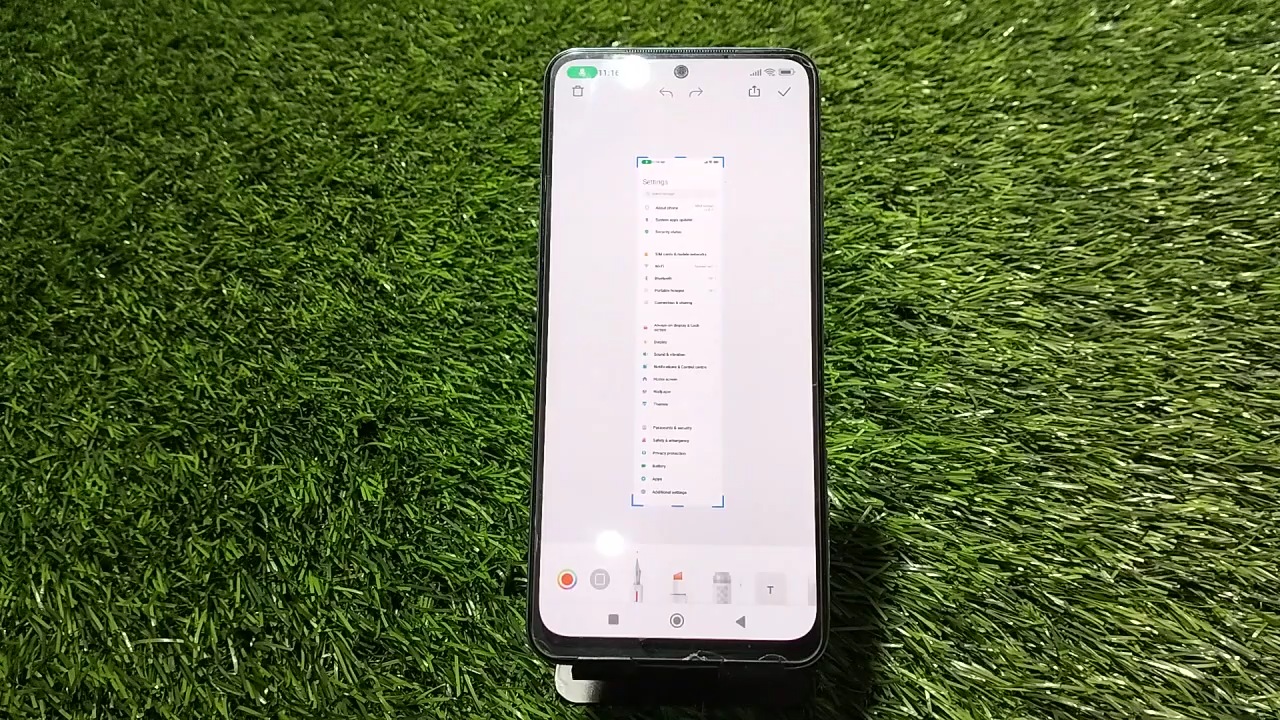 11:16
Settings
About phone
System apps updater
Security status
SIM cards & mobile networks
Wi-Fi
Bluetooth
Portable hotspot
Connection & sharing
Always-on display & Lock
screen
Display
Sound & vibration
Notifications & Control centre
Home screen
Wallpaper
Themes
Passwords & security
Safety & emergency
Privacy protection
Battery
Apps
Additional settings
T